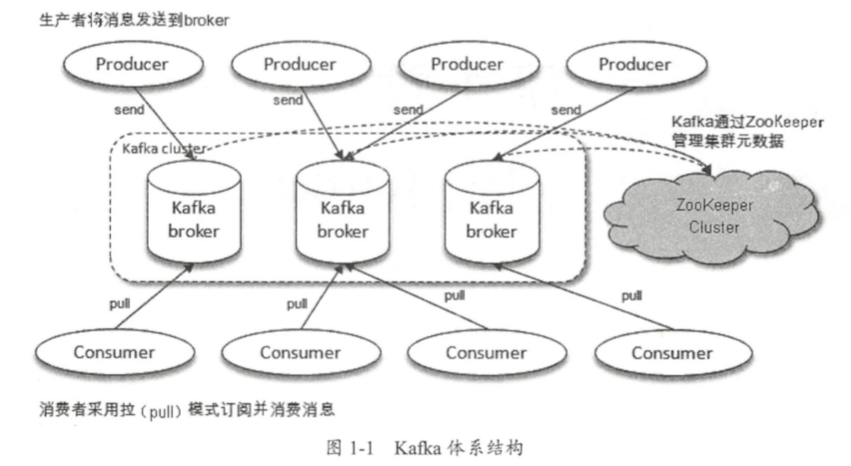 生产者将消息发送到broker
Producer
Producer
Producer
Producer
send
send
send
send
Kafka通过ZooKeeper
管理集群元数据
Kafka cluster
Kafka
broker
Kafka
broker
Kafka
broker
ZooKeeper
Cluster
pull
pull
pull
pull
Consumer
Consumer
Consumer
Consumer
消费者采用拉（pull）模式订阅并消费消息
图 1-1 Kafka 体系结构